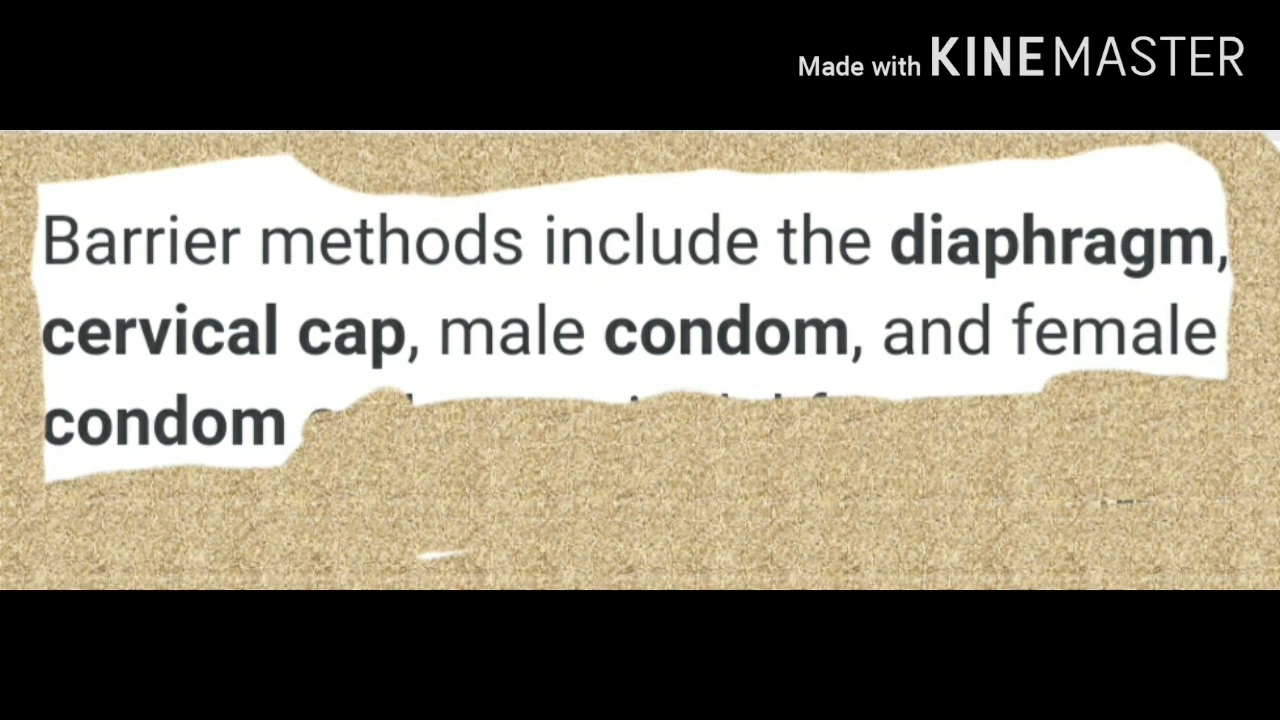 Made with KINEMASTER
Barrier methods include the diaphragm,
cervical cap, male condom, and female
condom